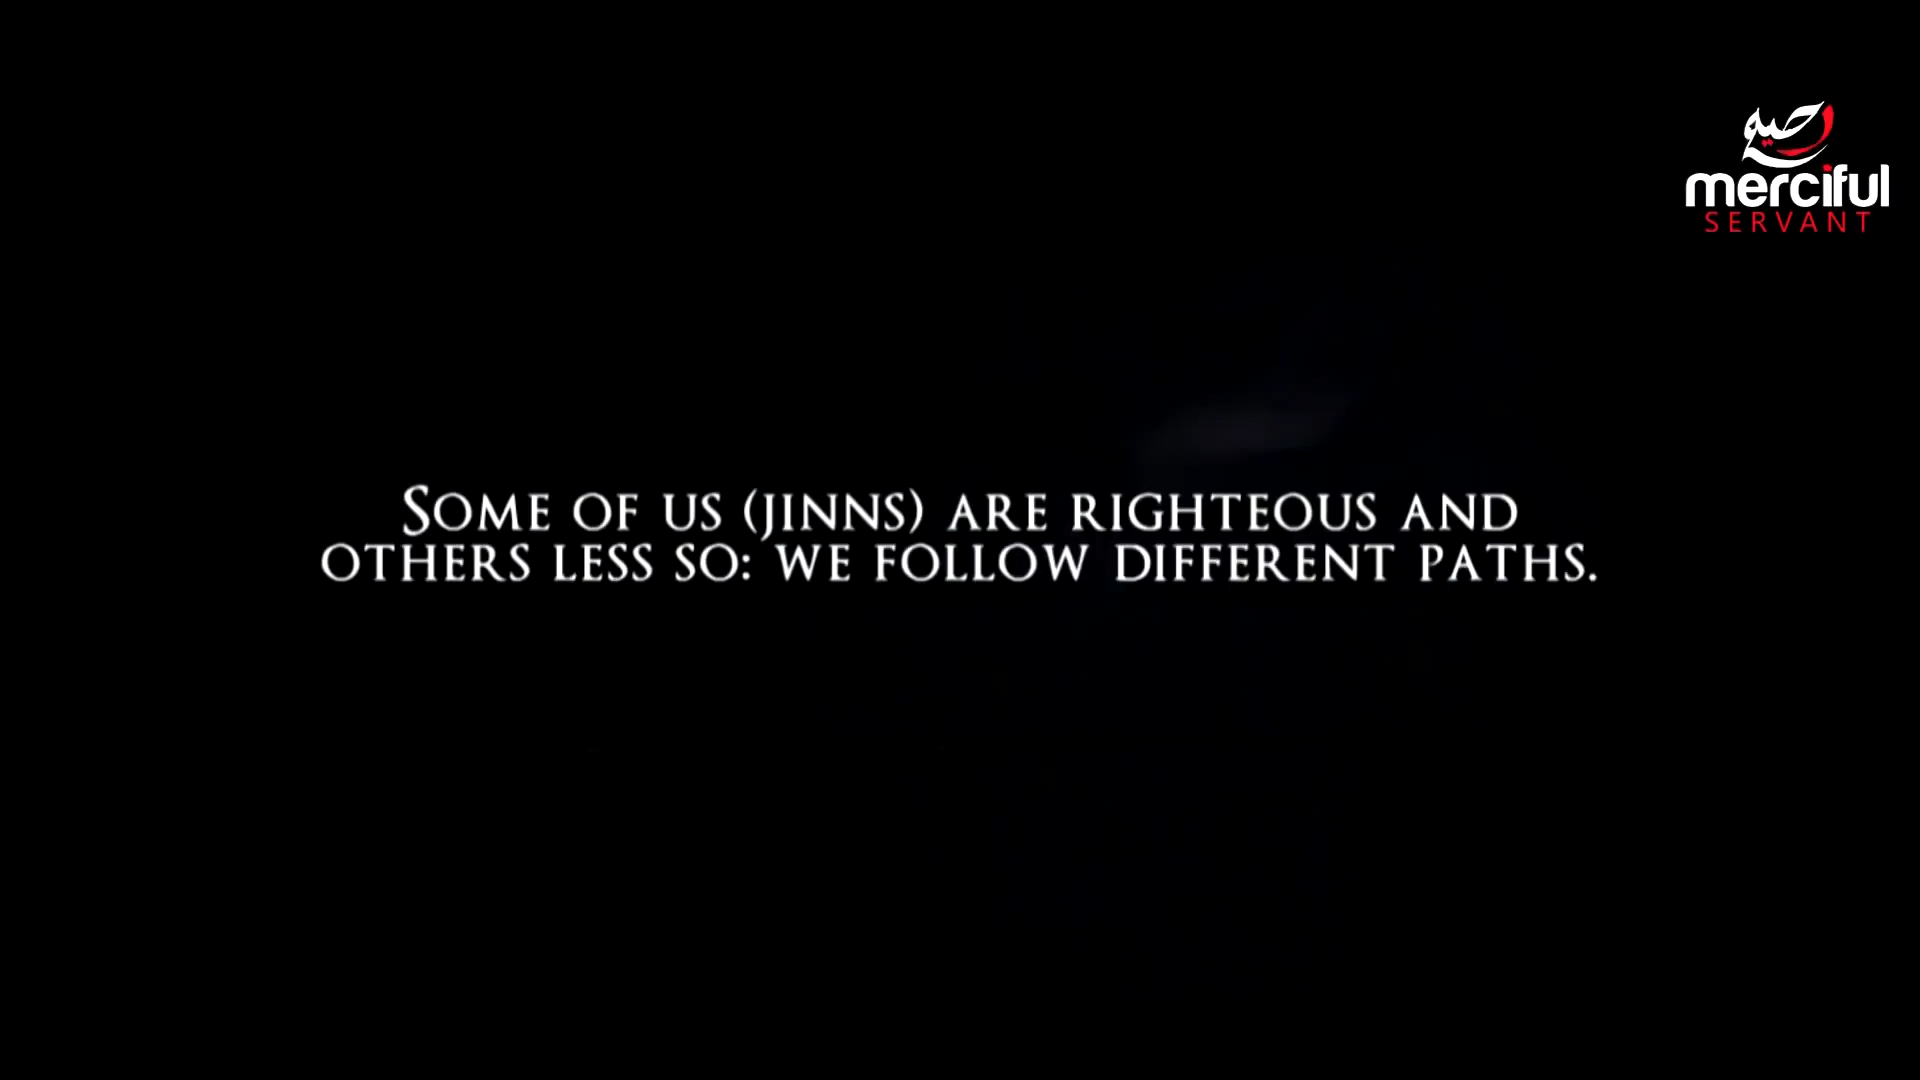 رحيم
merciful
SERVANT
SOME OF US (JINNS) ARE RIGHTEOUS AND
OTHERS LESS SO: WE FOLLOW DIFFERENT PATHS.